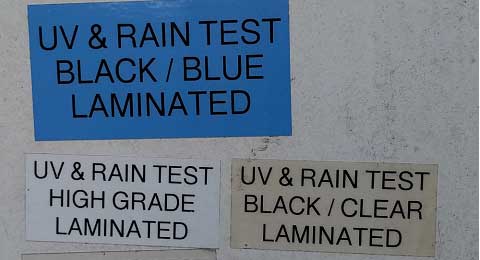 UV & RAIN TEST
BLACK / BLUE
LAMINATED
UV & RAIN TEST
HIGH GRADE
LAMINATED
UV & RAIN TEST
BLACK / CLEAR
LAMINATED